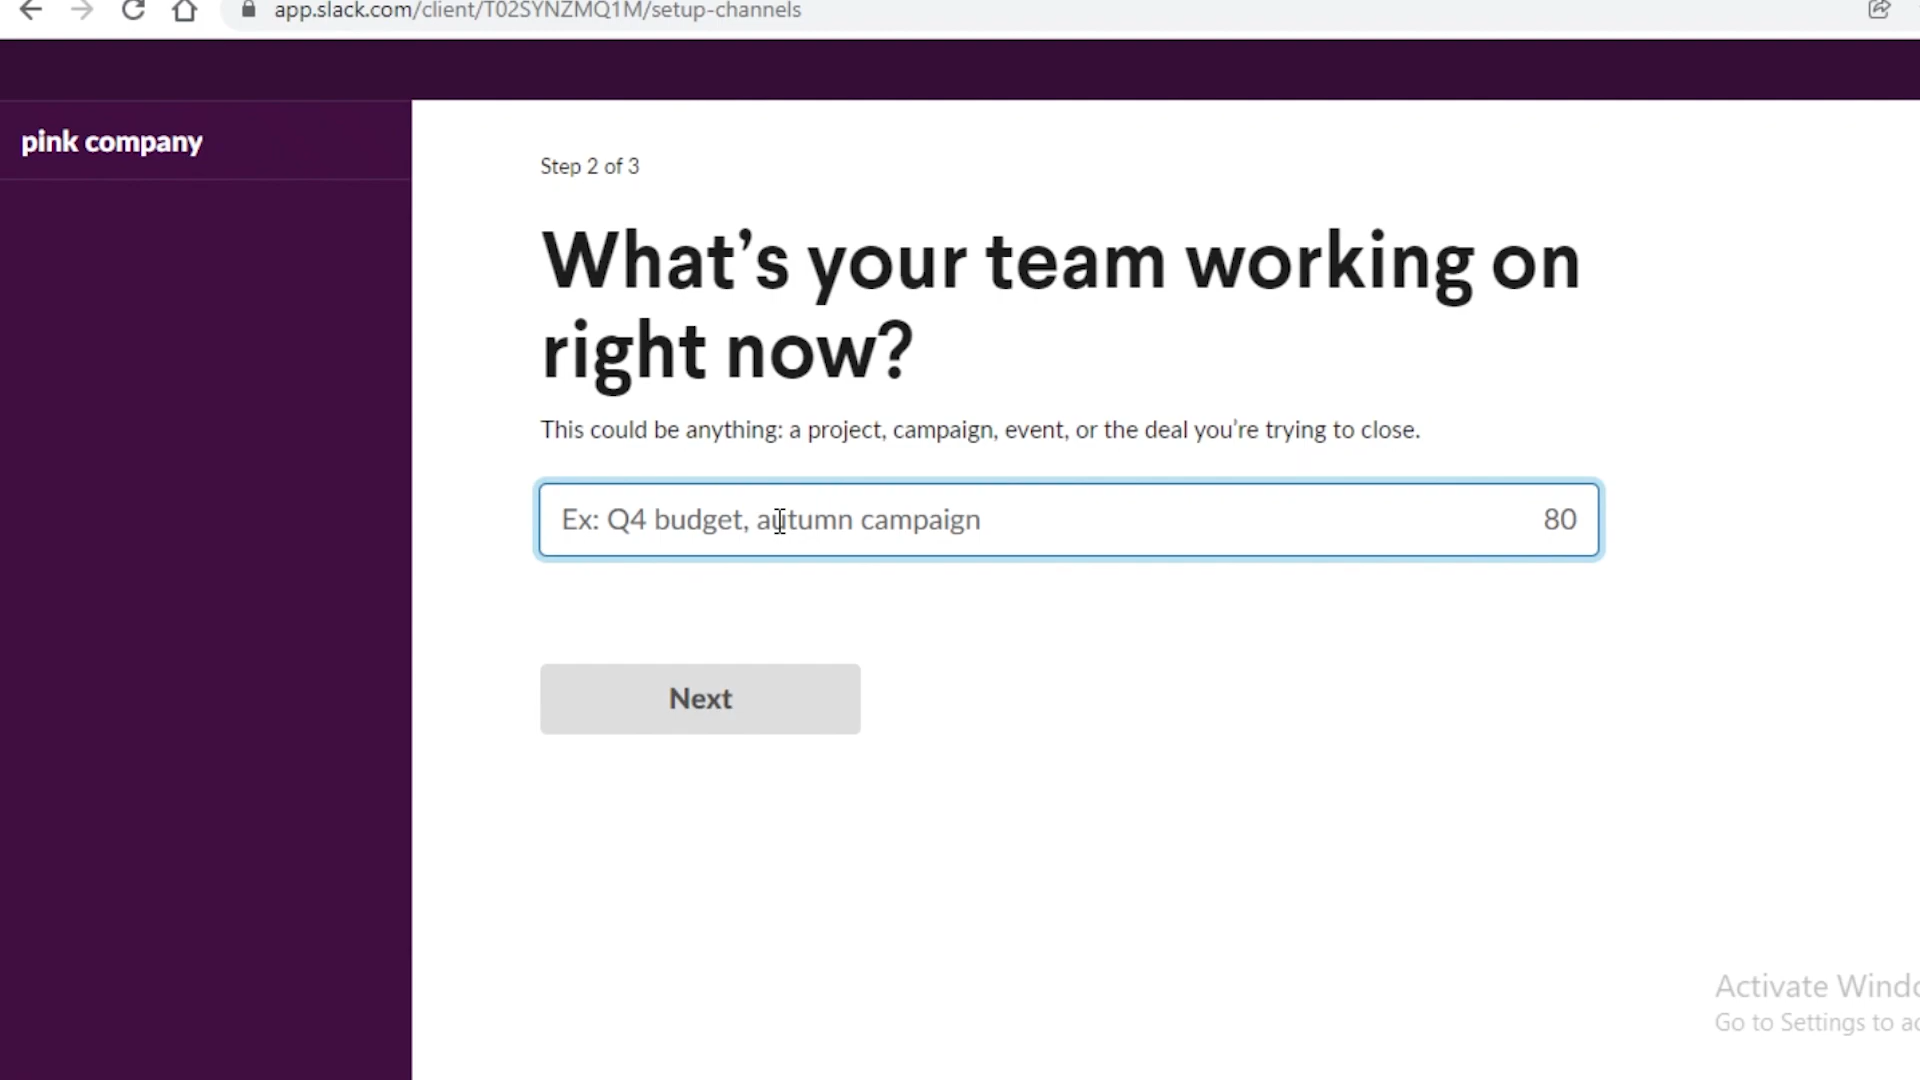 app.slack.com/client/T02SYNZMQ1M/setup-channels
pink company
Step 2 of 3
What’s your team working on
right now?
This could be anything: a project, campaign, event, or the deal you’re trying to close.
Ex: Q4 budget, autumn campaign
80
Next
Activate Windo
Go to Settings to ac